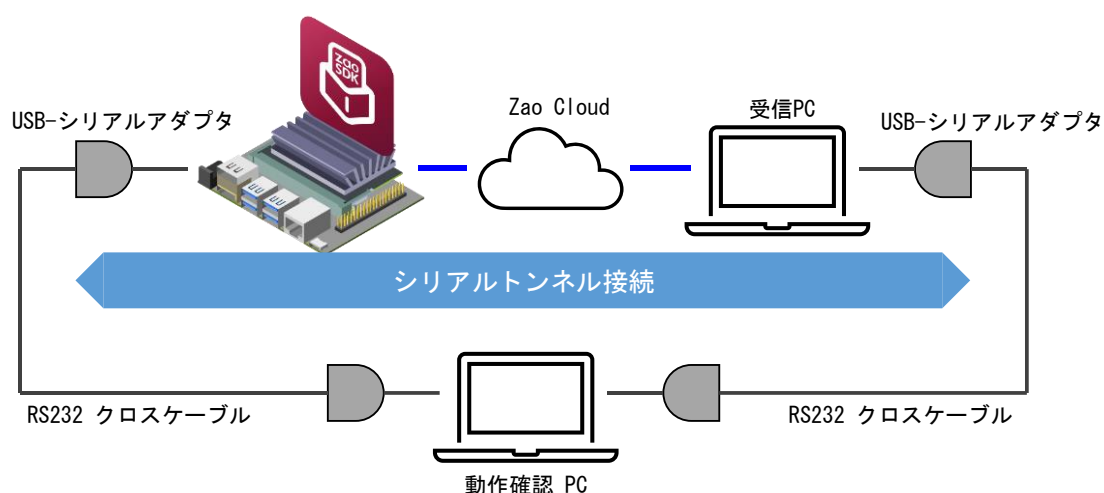 zao
SDK
Zao Cloud
受信PC
USB-シリアルアダプタ
USB-シリアルアダプタ
シリアルトンネル接続
RS232 クロスケーブル
RS232 クロスケーブル
動作確認 PC